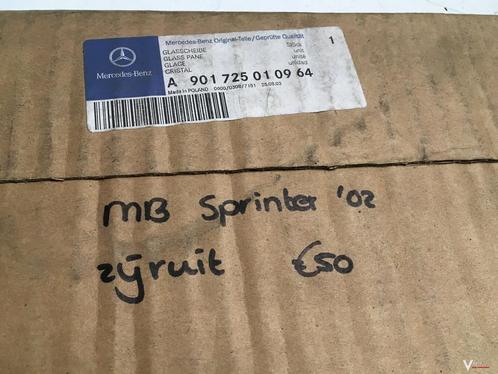 Mercedes-Benz Original-Teile/Geprüfte Qualität
GLASSCHEIDE Stück 1
GLASS PANE unit
GLACE unité
CRISTAL unidad
Mercedes-Benz
A 901 725 01 09 64
Made in POLAND
MB Sprinter '02
zijruit €50